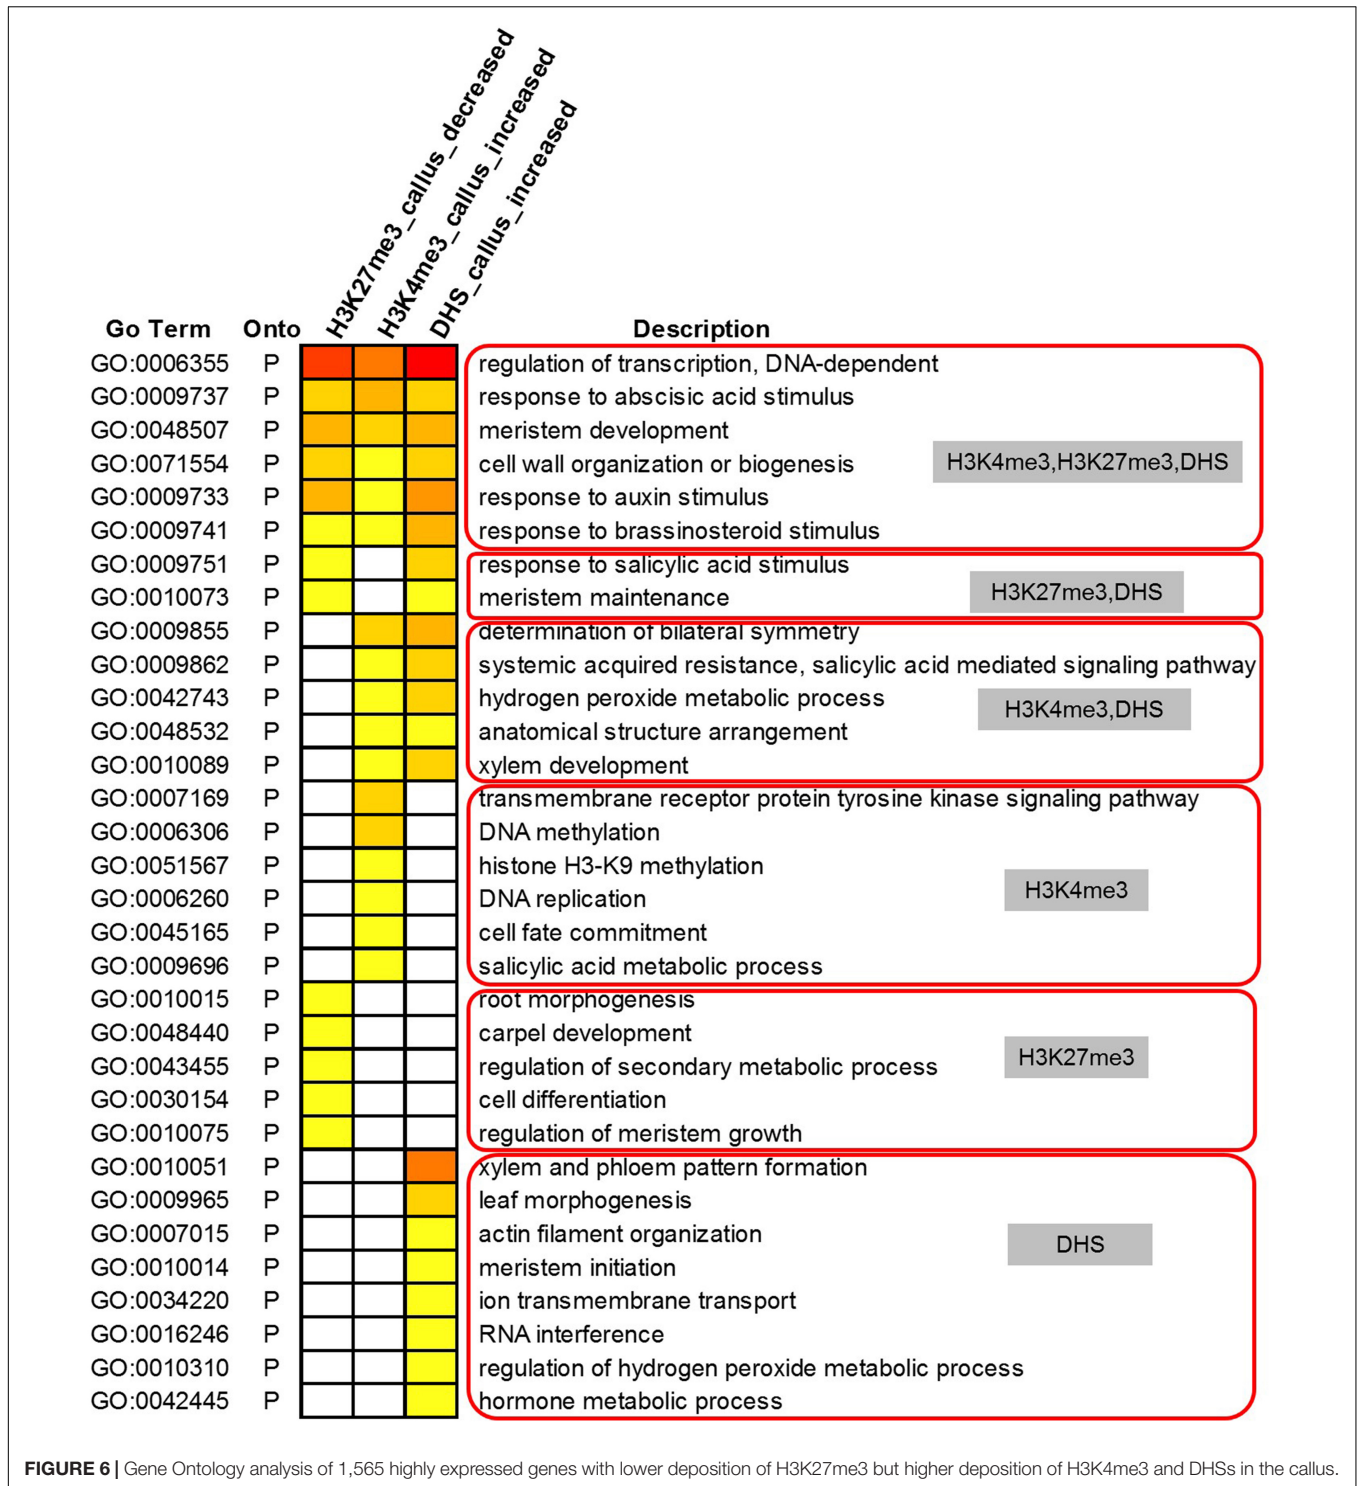 H3K27me3_callus_decreased
H3K4me3_callus_increased
DHS_callus_increased
Go Term Onto Description
GO:0006355 P regulation of transcription, DNA-dependent
GO:0009737 P response to abscisic acid stimulus
GO:0048507 P meristem development
GO:0071554 P cell wall organization or biogenesis H3K4me3,H3K27me3,DHS
GO:0009733 P response to auxin stimulus
GO:0009741 P response to brassinosteroid stimulus
GO:0009751 P response to salicylic acid stimulus
GO:0010073 P meristem maintenance H3K27me3,DHS
GO:0009855 P determination of bilateral symmetry
GO:0009862 P systemic acquired resistance, salicylic acid mediated signaling pathway
GO:0042743 P hydrogen peroxide metabolic process H3K4me3,DHS
GO:0048532 P anatomical structure arrangement
GO:0010089 P xylem development
GO:0007169 P transmembrane receptor protein tyrosine kinase signaling pathway
GO:0006306 P DNA methylation
GO:0051567 P histone H3-K9 methylation
GO:0006260 P DNA replication H3K4me3
GO:0045165 P cell fate commitment
GO:0009696 P salicylic acid metabolic process
GO:0010015 P root morphogenesis
GO:0048440 P carpel development
GO:0043455 P regulation of secondary metabolic process H3K27me3
GO:0030154 P cell differentiation
GO:0010075 P regulation of meristem growth
GO:0010051 P xylem and phloem pattern formation
GO:0009965 P leaf morphogenesis
GO:0007015 P actin filament organization DHS
GO:0010014 P meristem initiation
GO:0034220 P ion transmembrane transport
GO:0016246 P RNA interference
GO:0010310 P regulation of hydrogen peroxide metabolic process
GO:0042445 P hormone metabolic process
FIGURE 6 | Gene Ontology analysis of 1,565 highly expressed genes with lower deposition of H3K27me3 but higher deposition of H3K4me3 and DHSs in the callus.